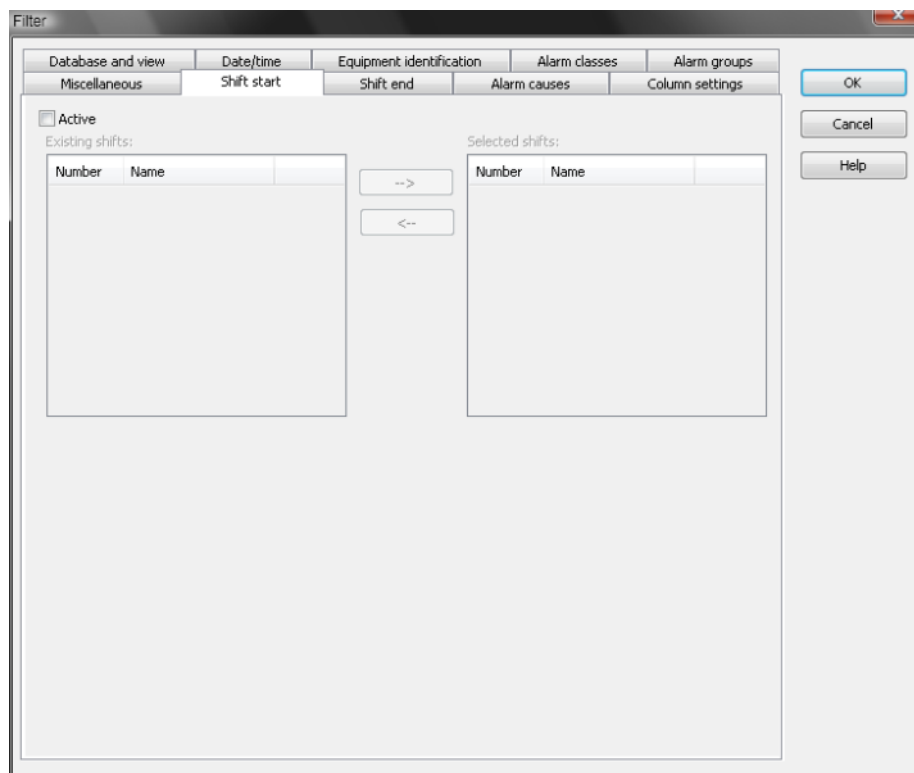 Filter
Database and view Date/time Equipment identification Alarm classes Alarm groups
Miscellaneous Shift start Shift end Alarm causes Column settings
OK
Active
Cancel
Existing shifts: Selected shifts:
Help
Number Name --> Number Name
<--